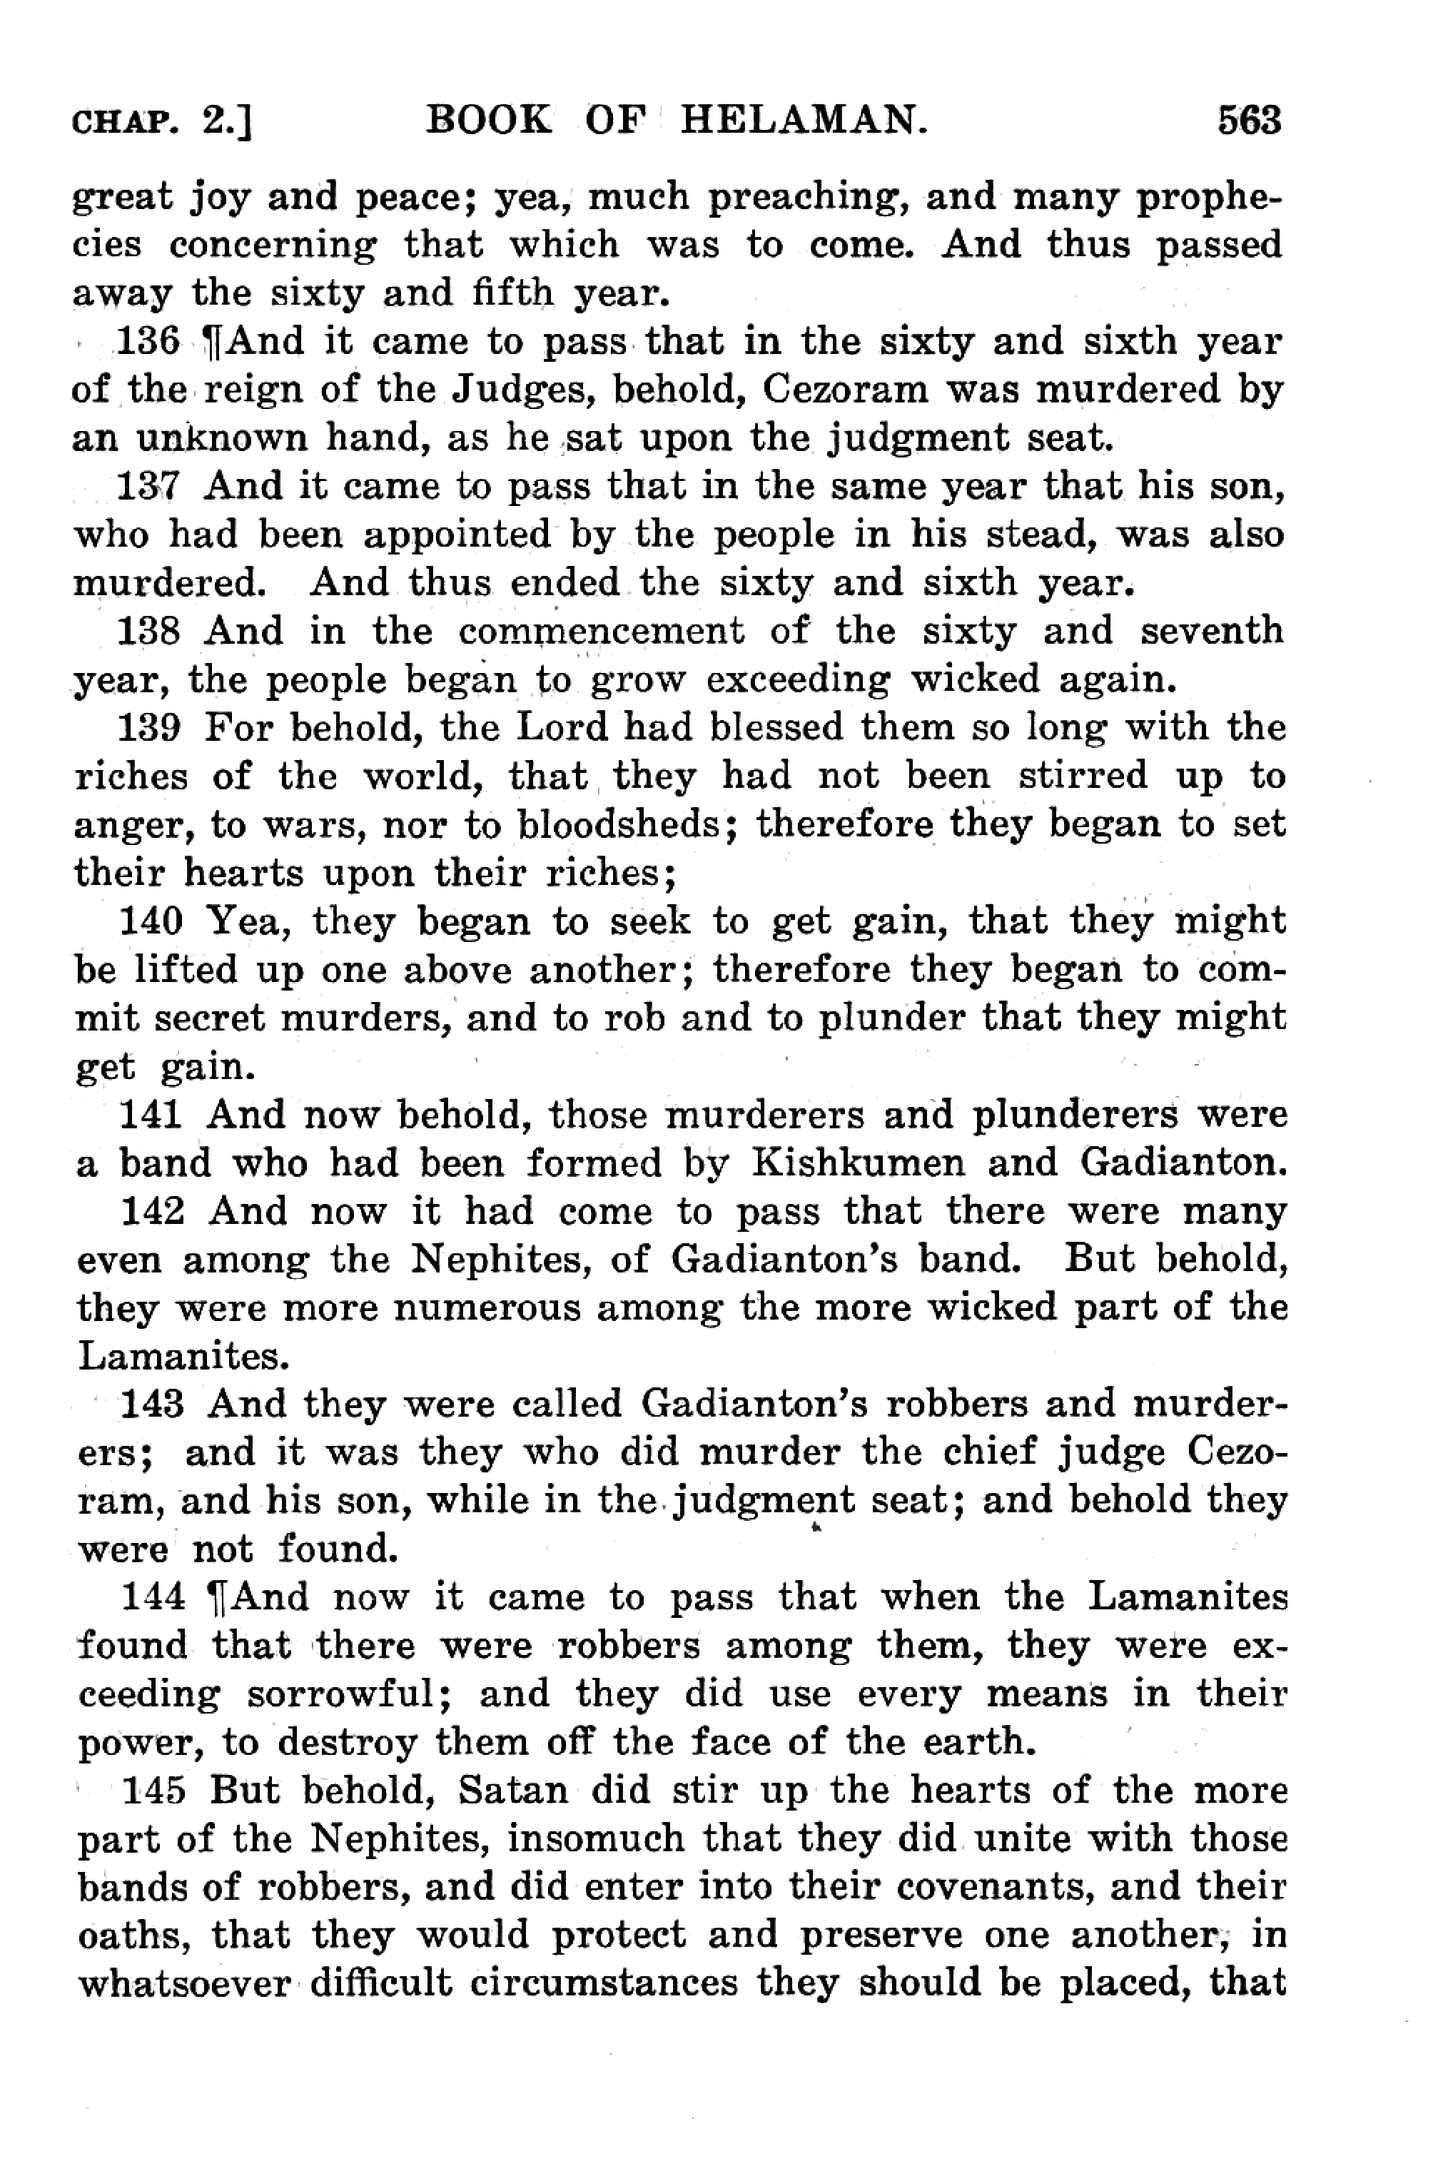 CHAP. 2.] BOOK OF HELAMAN. 563
great joy and peace; yea, much preaching, and many prophe-
cies concerning that which was to come. And thus passed
away the sixty and fifth year.
136 ¶And it came to pass that in the sixty and sixth year
of the reign of the Judges, behold, Cezoram was murdered by
an unknown hand, as he sat upon the judgment seat.
137 And it came to pass that in the same year that his son,
who had been appointed by the people in his stead, was also
murdered. And thus ended the sixty and sixth year.
138 And in the commencement of the sixty and seventh
year, the people began to grow exceeding wicked again.
139 For behold, the Lord had blessed them so long with the
riches of the world, that they had not been stirred up to
anger, to wars, nor to bloodsheds; therefore they began to set
their hearts upon their riches;
140 Yea, they began to seek to get gain, that they might
be lifted up one above another; therefore they began to com-
mit secret murders, and to rob and to plunder that they might
get gain.
141 And now behold, those murderers and plunderers were
a band who had been formed by Kishkumen and Gadianton.
142 And now it had come to pass that there were many
even among the Nephites, of Gadianton's band. But behold,
they were more numerous among the more wicked part of the
Lamanites.
143 And they were called Gadianton's robbers and murder-
ers; and it was they who did murder the chief judge Cezo-
ram, and his son, while in the judgment seat; and behold they
were not found.
144 ¶And now it came to pass that when the Lamanites
found that there were robbers among them, they were ex-
ceeding sorrowful; and they did use every means in their
power, to destroy them off the face of the earth.
145 But behold, Satan did stir up the hearts of the more
part of the Nephites, insomuch that they did unite with those
bands of robbers, and did enter into their covenants, and their
oaths, that they would protect and preserve one another, in
whatsoever difficult circumstances they should be placed, that